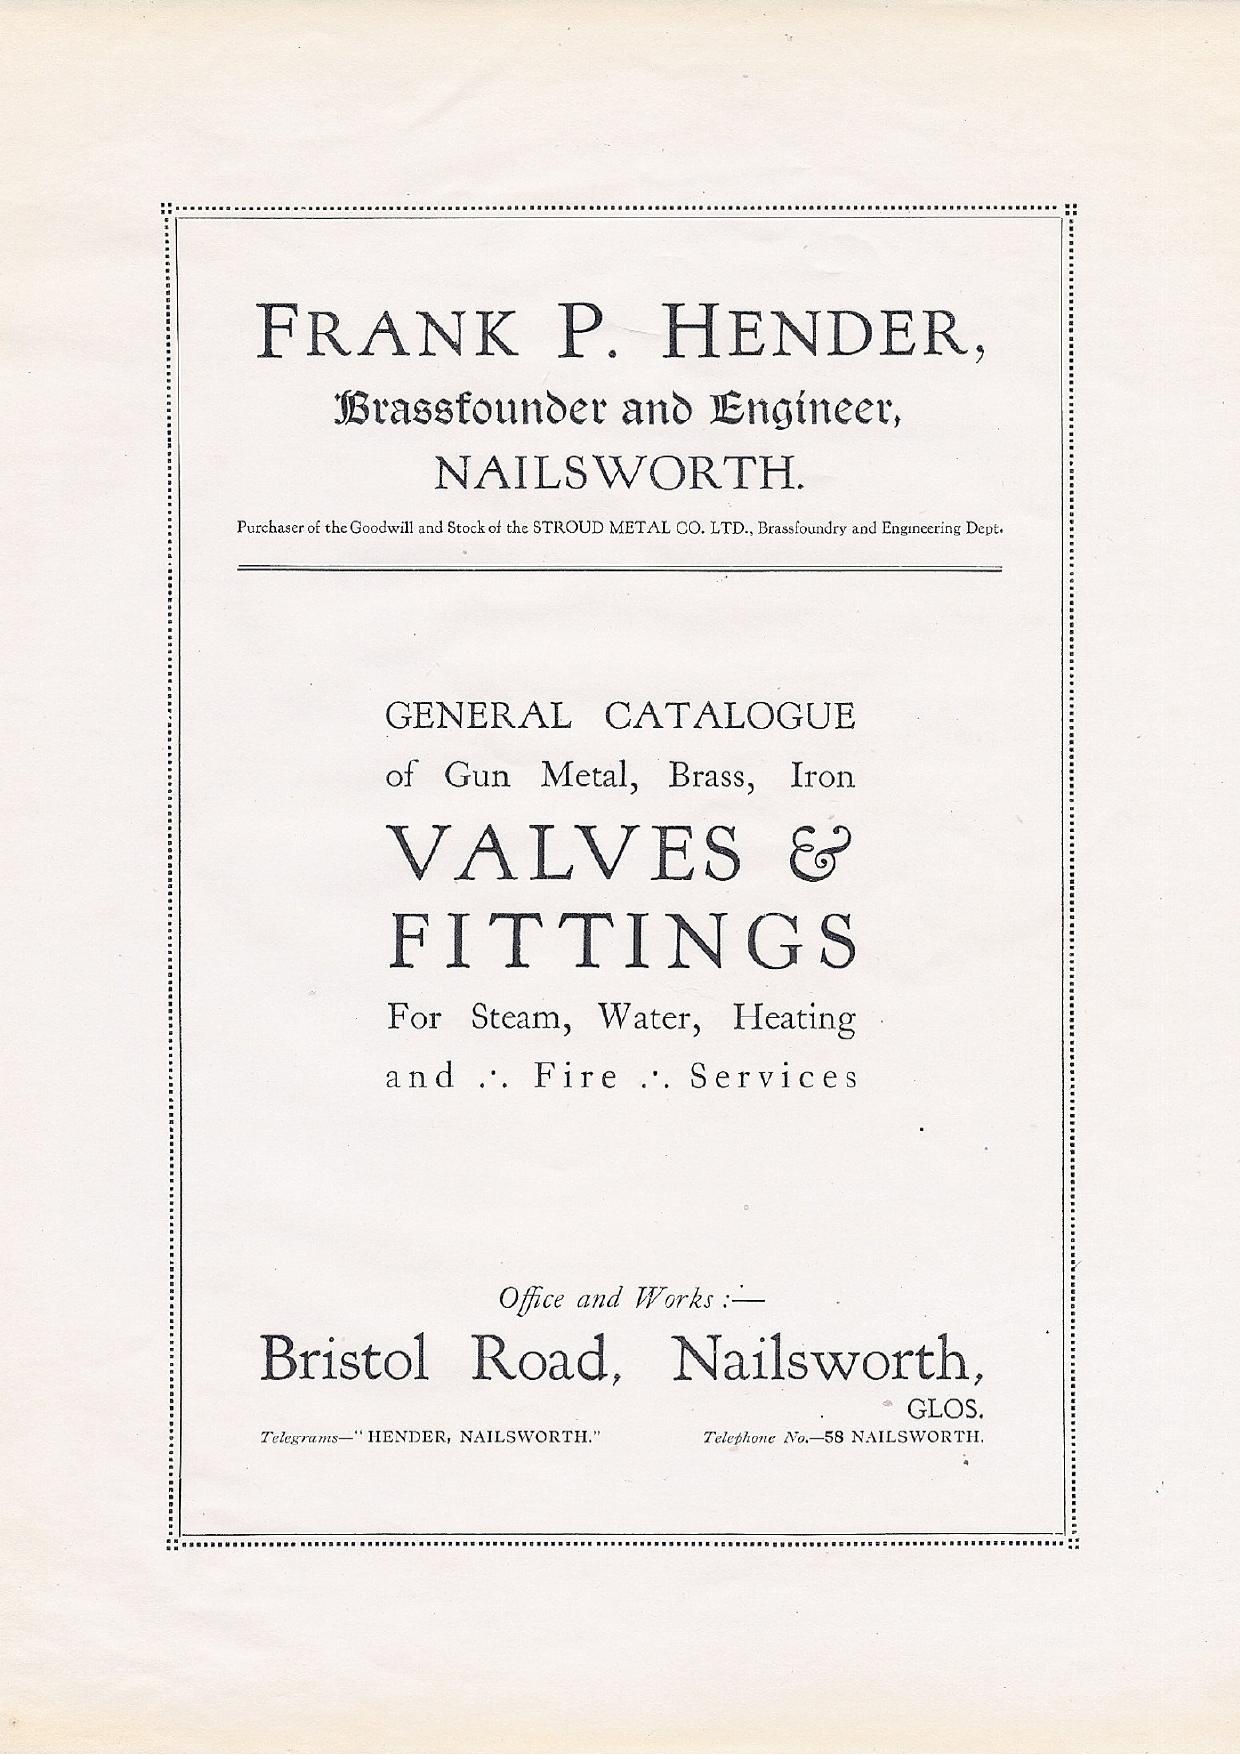 FRANK P. HENDER,
Brassfounder and Engineer,
NAILSWORTH.
Purchaser of the Goodwill and Stock of the STROUD METAL CO. LTD., Brassfoundry and Engineering Dept.
GENERAL CATALOGUE
of Gun Metal, Brass, Iron
VALVES &
FITTINGS
For Steam, Water, Heating
and ∴ Fire ∴ Services
Office and Works :—
Bristol Road, Nailsworth,
GLOS.
Telegrams—"HENDER, NAILSWORTH." Telephone No.—58 NAILSWORTH.